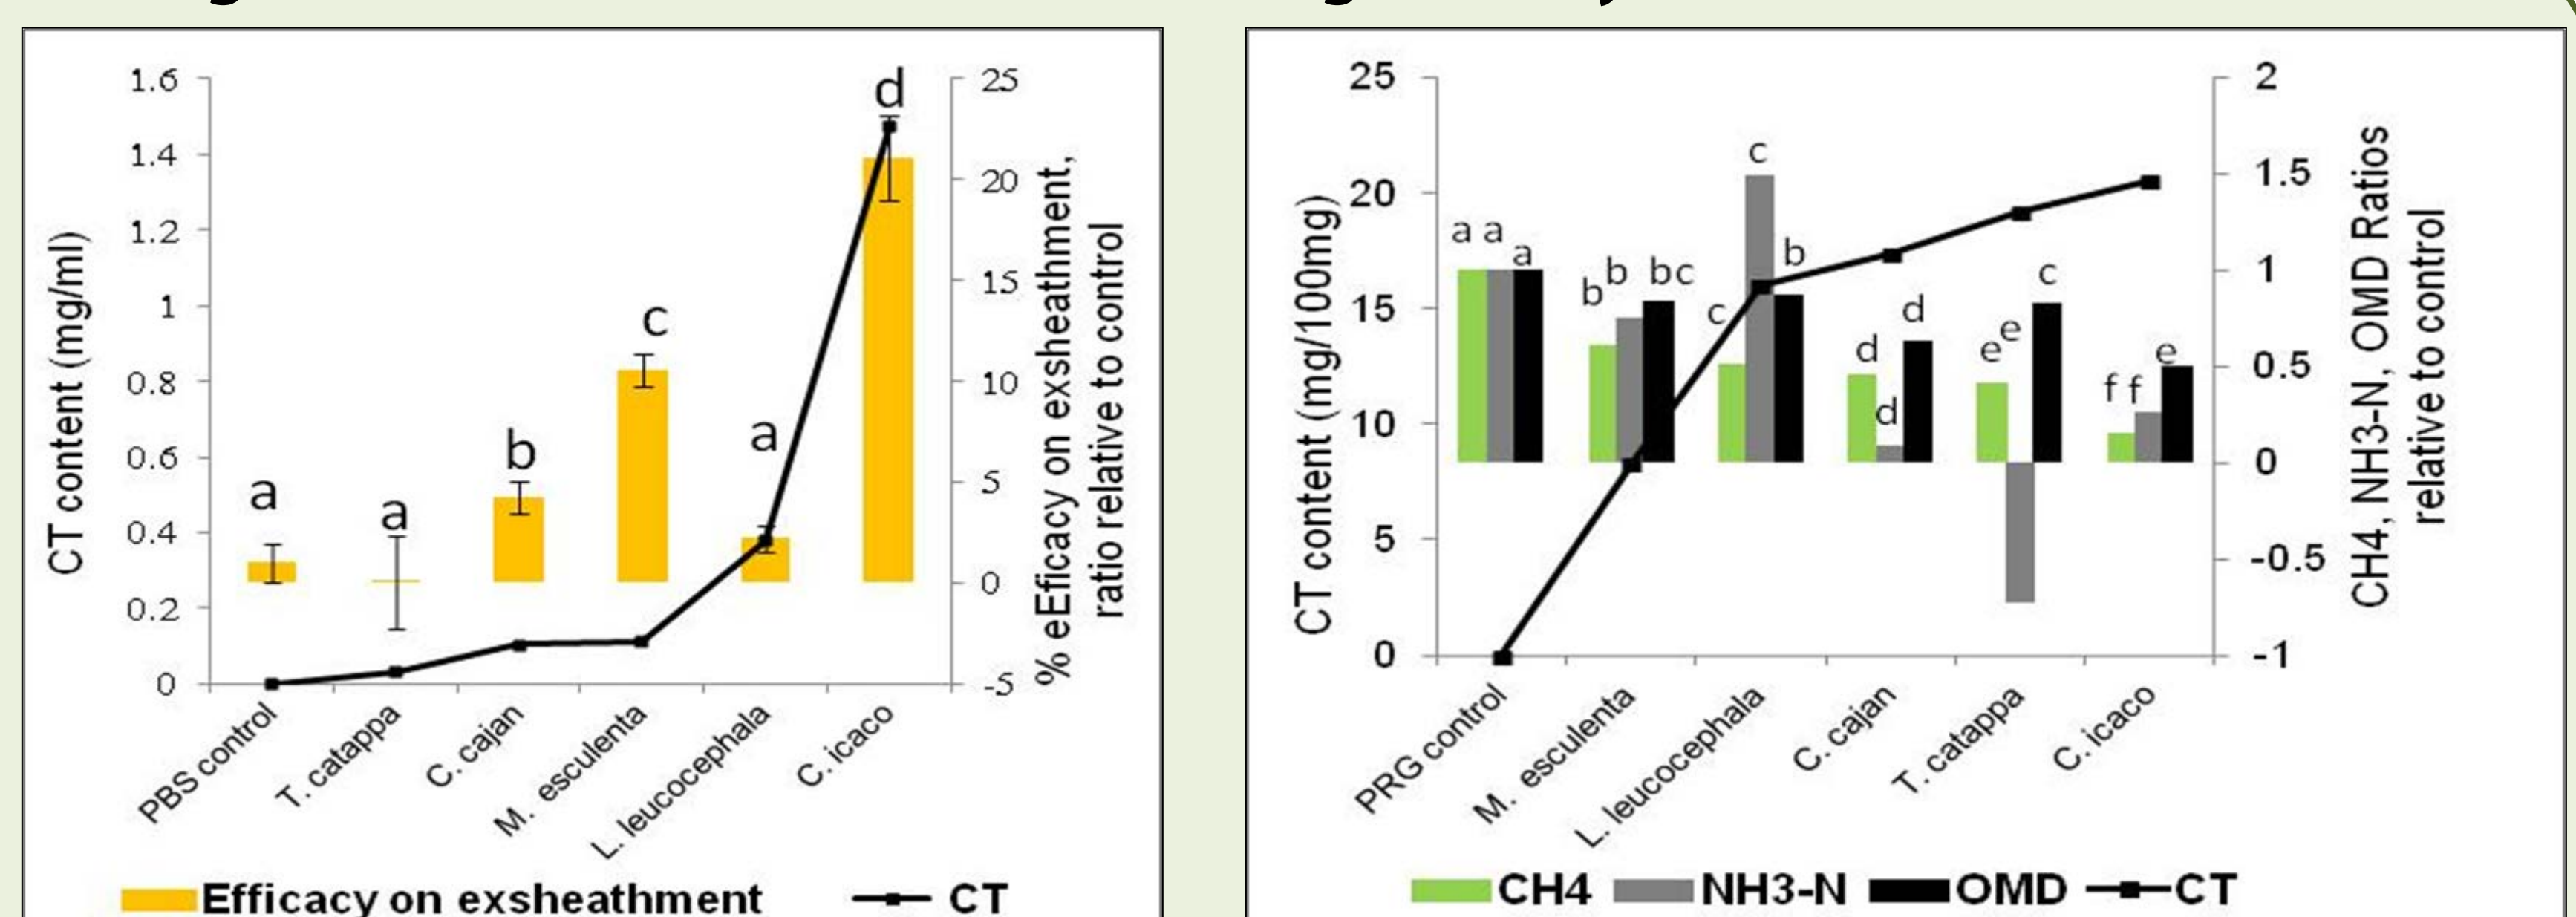 1.6
1.4
1.2
1
0.8
0.6
0.4
0.2
0
CT content (mg/ml)
25
20
15
10
5
0
-5
% eEfficacy on exsheathment,
ratio relative to control
a
a
b
c
a
d
PBS control
T. catappa
C. cajan
M. esculenta
L. leucocephala
C. icaco
Efficacy on exsheathment
CT
25
20
15
10
5
0
CT content (mg/100mg)
2
1.5
1
0.5
0
-0.5
-1
CH4, NH3-N, OMD Ratios
relative to control
a a a
b b bc
c c b
d d d
e e c
f f e
PRG control
M. esculenta
L. leucocephala
C. cajan
T. catappa
C. icaco
CH4 NH3-N OMD CT